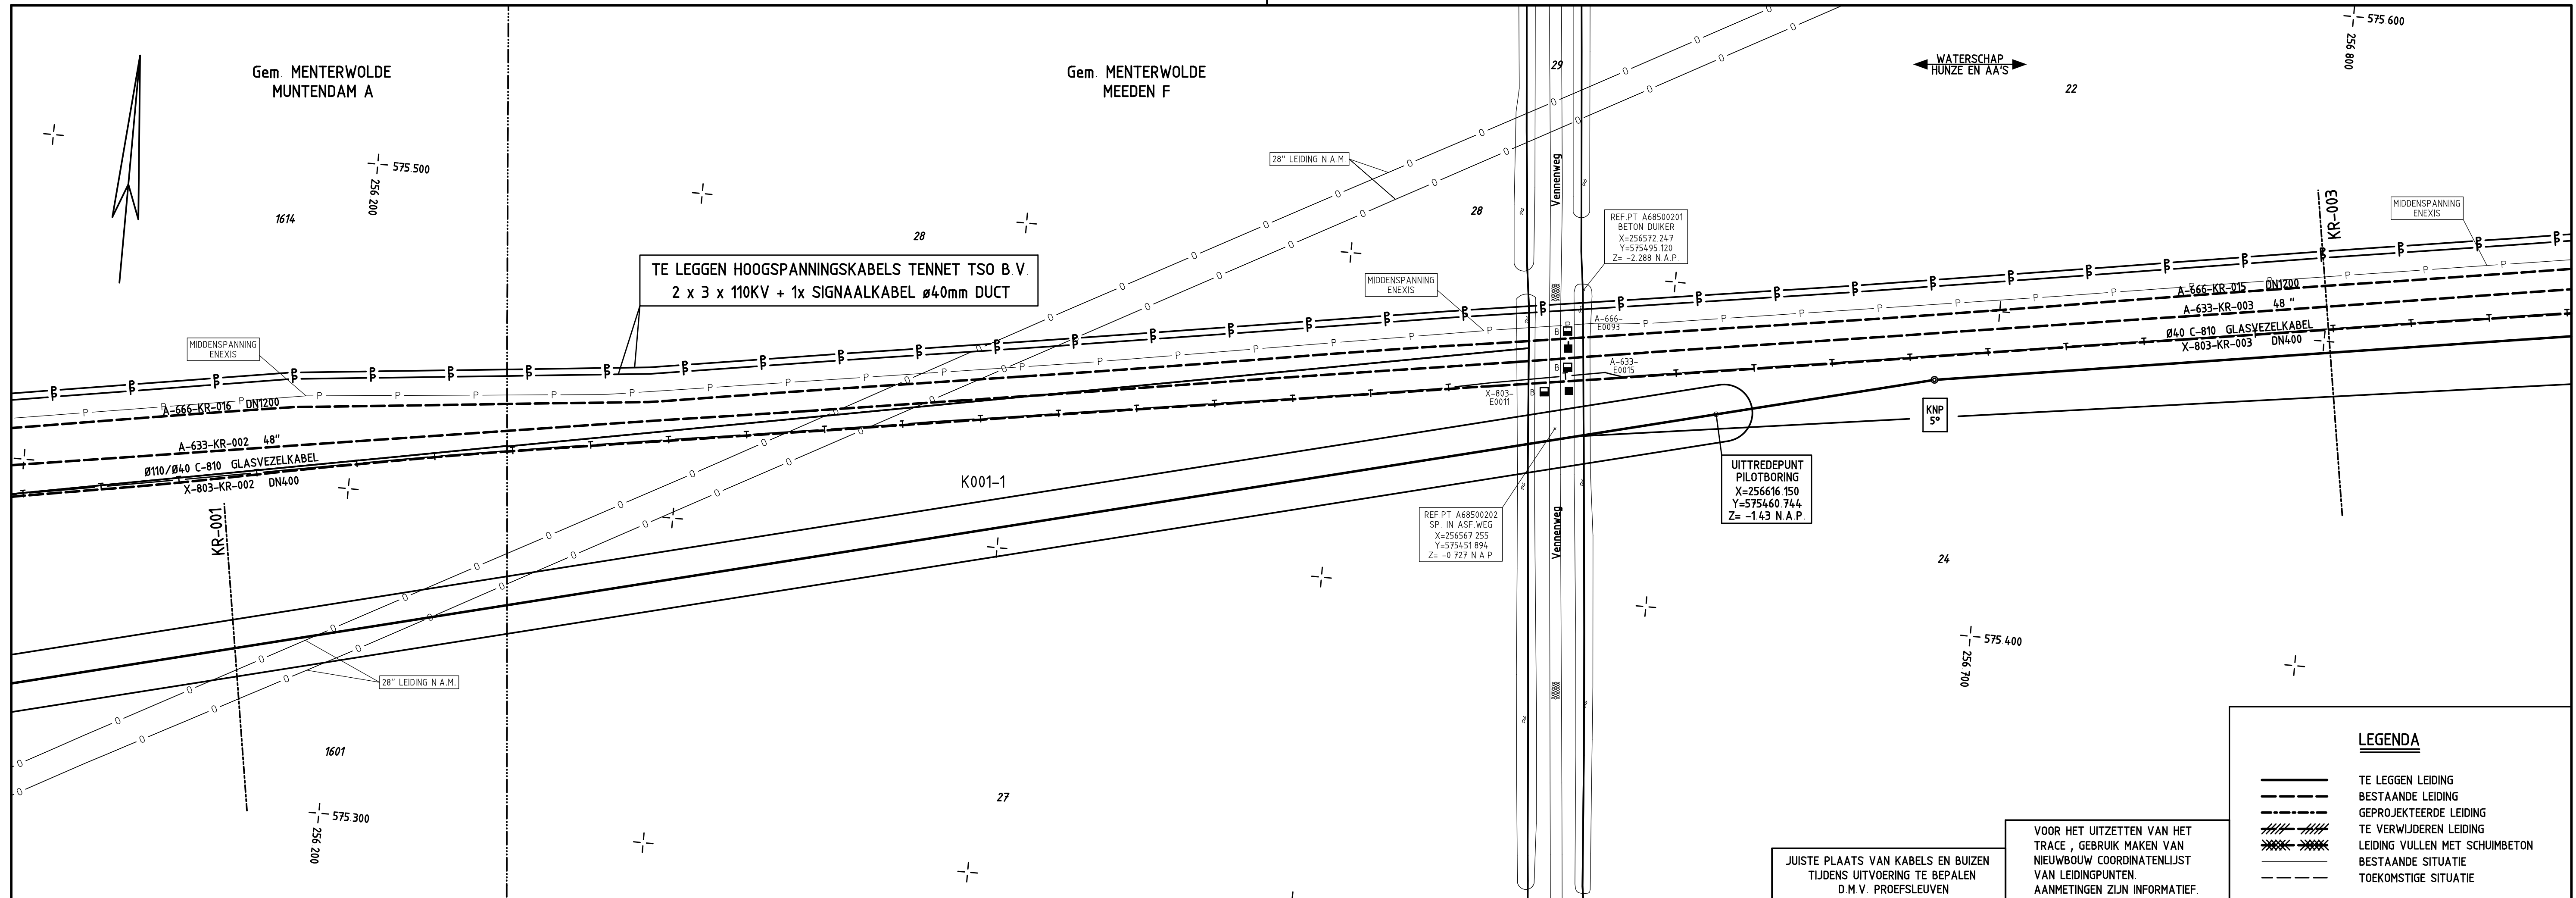 Gem. MENTERWOLDE
MUNTENDAM A
Gem. MENTERWOLDE
MEEDEN F
29
WATERSCHAP
HUNZE EN AA'S
22
575 600
256 800
575.500
256 200
1614
28
28" LEIDING N.A.M.
28
Vennenweg
REF.PT A68500201
BETON DUIKER
X=256572.247
Y=575495.120
Z= -2.288 N.A.P
KR-003
MIDDENSPANNING
ENEXIS
TE LEGGEN HOOGSPANNINGSKABELS TENNET TSO B.V.
2 x 3 x 110KV + 1x SIGNAALKABEL ø40mm DUCT
MIDDENSPANNING
ENEXIS
A-666-
E0093
A-666-KR-015 DN1200
A-633-KR-003 48 "
Ø40 C-810 GLASVEZELKABEL
X-803-KR-003 DN400
MIDDENSPANNING
ENEXIS
A-633-
E0015
B
B
B
X-803-
E0011
A-666-KR-016 DN1200
A-633-KR-002 48"
Ø110/Ø40 C-810 GLASVEZELKABEL
X-803-KR-002 DN400
KNP
5°
K001-1
UITTREDEPUNT
PILOTBORING
X=256616.150
Y=575460.744
Z= -1.43 N.A.P.
KR-001
REF.PT A68500202
SP. IN ASF.WEG
X=256567.255
Y=575451.894
Z= -0.727 N.A.P.
Vennenweg
24
575.400
256 700
28" LEIDING N.A.M.
1601
27
575.300
256 200
JUISTE PLAATS VAN KABELS EN BUIZEN
TIJDENS UITVOERING TE BEPALEN
D.M.V. PROEFSLEUVEN
VOOR HET UITZETTEN VAN HET
TRACE , GEBRUIK MAKEN VAN
NIEUWBOUW COORDINATENLIJST
VAN LEIDINGPUNTEN.
AANMETINGEN ZIJN INFORMATIEF.
LEGENDA
TE LEGGEN LEIDING
BESTAANDE LEIDING
GEPROJEKTEERDE LEIDING
TE VERWIJDEREN LEIDING
LEIDING VULLEN MET SCHUIMBETON
BESTAANDE SITUATIE
TOEKOMSTIGE SITUATIE